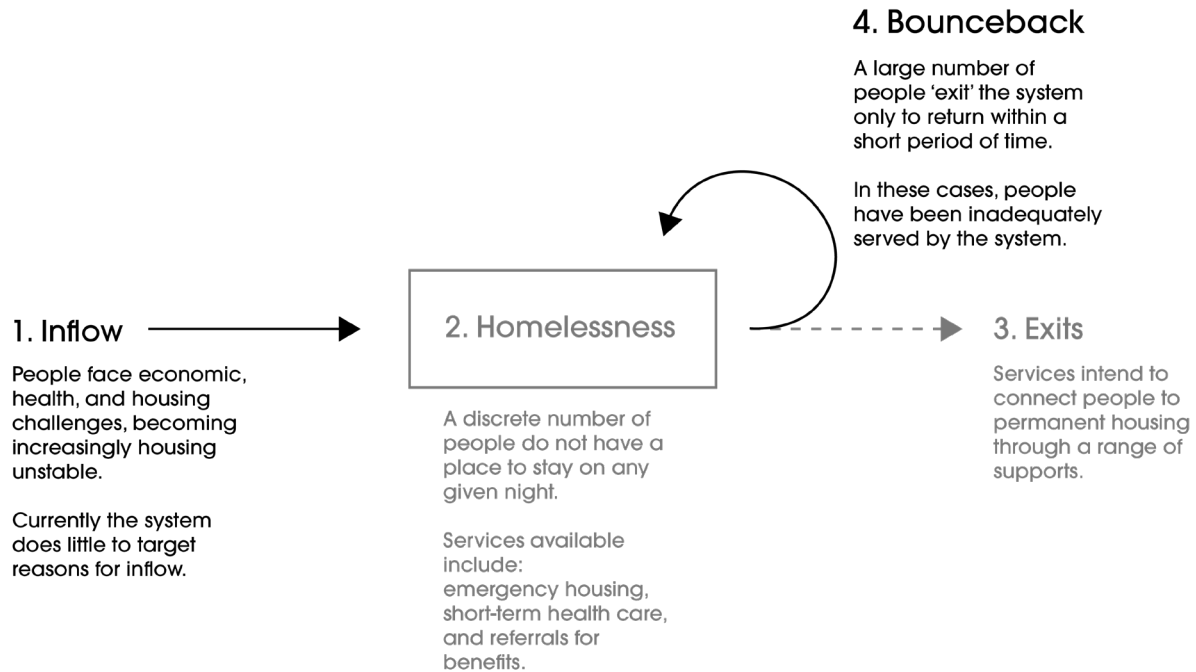 1. Inflow
People face economic,
health, and housing
challenges, becoming
increasingly housing
unstable.
Currently the system
does little to target
reasons for inflow.
2. Homelessness
A discrete number of
people do not have a
place to stay on any
given night.
Services available
include:
emergency housing,
short-term health care,
and referrals for
benefits.
3. Exits
Services intend to
connect people to
permanent housing
through a range of
supports.
4. Bounceback
A large number of
people ‘exit’ the system
only to return within a
short period of time.
In these cases, people
have been inadequately
served by the system.